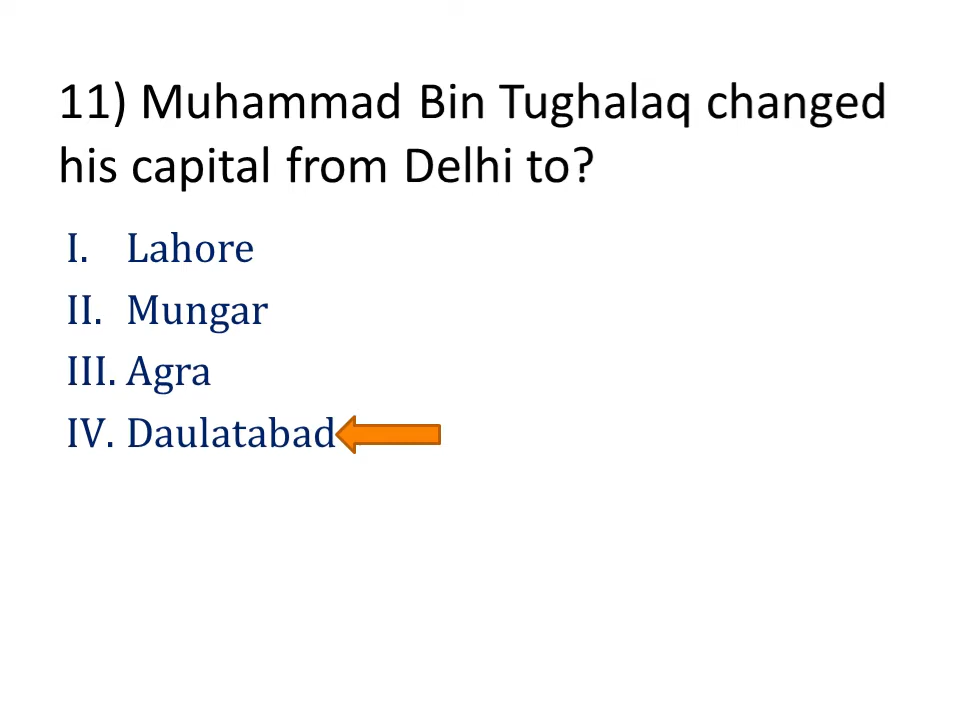 11) Muhammad Bin Tughalaq changed
his capital from Delhi to?
I. Lahore
II. Mungar
III. Agra
IV. Daulatabad